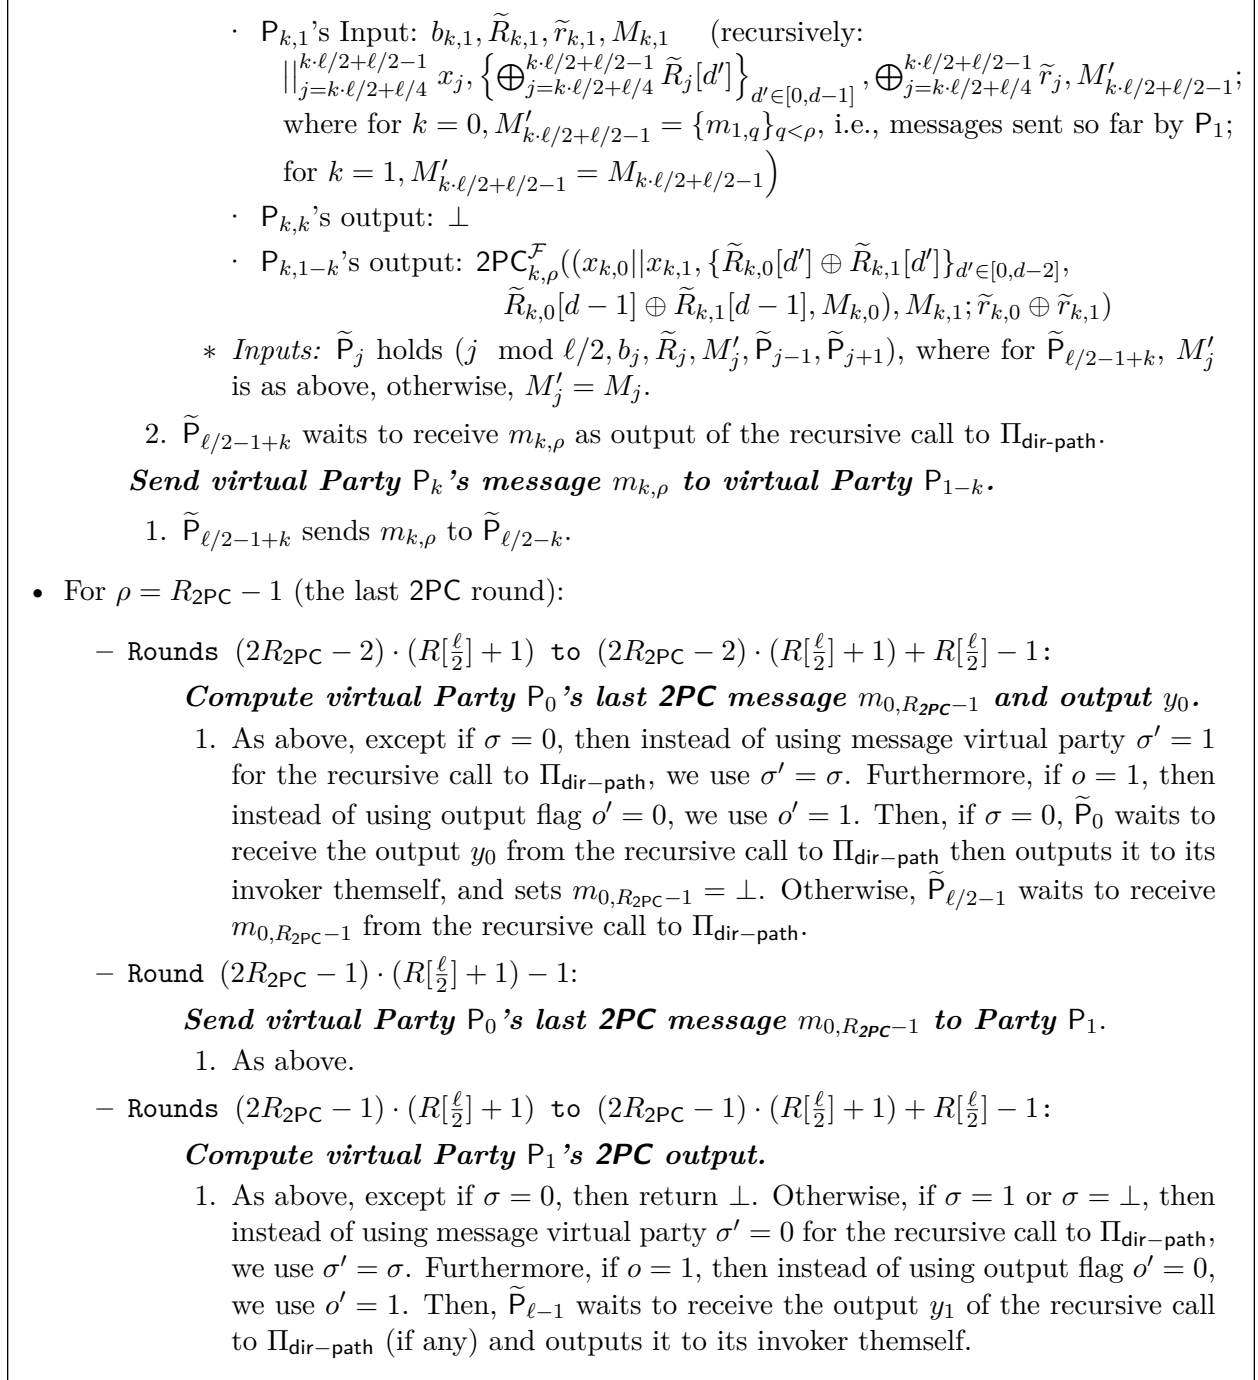 · P_{k,1}'s Input: b_{k,1}, R̃_{k,1}, r̃_{k,1}, M_{k,1} (recursively:
||_{j=k·ℓ/2+ℓ/4}^{k·ℓ/2+ℓ/2−1} x_j, {⊕_{j=k·ℓ/2+ℓ/4}^{k·ℓ/2+ℓ/2−1} R̃_j[d′]}_{d′∈[0,d−1]}, ⊕_{j=k·ℓ/2+ℓ/4}^{k·ℓ/2+ℓ/2−1} r̃_j, M′_{k·ℓ/2+ℓ/2−1};
where for k = 0, M′_{k·ℓ/2+ℓ/2−1} = {m_{1,q}}_{q<ρ}, i.e., messages sent so far by P_1;
for k = 1, M′_{k·ℓ/2+ℓ/2−1} = M_{k·ℓ/2+ℓ/2−1})
· P_{k,k}'s output: ⊥
· P_{k,1−k}'s output: 2PC^F_{k,ρ}((x_{k,0}||x_{k,1}, {R̃_{k,0}[d′] ⊕ R̃_{k,1}[d′]}_{d′∈[0,d−2]},
R̃_{k,0}[d − 1] ⊕ R̃_{k,1}[d − 1], M_{k,0}), M_{k,1}; r̃_{k,0} ⊕ r̃_{k,1})
∗ Inputs: P̃_j holds (j mod ℓ/2, b_j, R̃_j, M′_j, P̃_{j−1}, P̃_{j+1}), where for P̃_{ℓ/2−1+k}, M′_j
is as above, otherwise, M′_j = M_j.
2. P̃_{ℓ/2−1+k} waits to receive m_{k,ρ} as output of the recursive call to Π_{dir-path}.
Send virtual Party P_k's message m_{k,ρ} to virtual Party P_{1−k}.
1. P̃_{ℓ/2−1+k} sends m_{k,ρ} to P̃_{ℓ/2−k}.
• For ρ = R_{2PC} − 1 (the last 2PC round):
– Rounds (2R_{2PC} − 2) · (R[ℓ/2] + 1) to (2R_{2PC} − 2) · (R[ℓ/2] + 1) + R[ℓ/2] − 1:
Compute virtual Party P_0's last 2PC message m_{0,R_{2PC}−1} and output y_0.
1. As above, except if σ = 0, then instead of using message virtual party σ′ = 1
for the recursive call to Π_{dir−path}, we use σ′ = σ. Furthermore, if o = 1, then
instead of using output flag o′ = 0, we use o′ = 1. Then, if σ = 0, P̃_0 waits to
receive the output y_0 from the recursive call to Π_{dir−path} then outputs it to its
invoker themself, and sets m_{0,R_{2PC}−1} = ⊥. Otherwise, P̃_{ℓ/2−1} waits to receive
m_{0,R_{2PC}−1} from the recursive call to Π_{dir−path}.
– Round (2R_{2PC} − 1) · (R[ℓ/2] + 1) − 1:
Send virtual Party P_0's last 2PC message m_{0,R_{2PC}−1} to Party P_1.
1. As above.
– Rounds (2R_{2PC} − 1) · (R[ℓ/2] + 1) to (2R_{2PC} − 1) · (R[ℓ/2] + 1) + R[ℓ/2] − 1:
Compute virtual Party P_1's 2PC output.
1. As above, except if σ = 0, then return ⊥. Otherwise, if σ = 1 or σ = ⊥, then
instead of using message virtual party σ′ = 0 for the recursive call to Π_{dir−path},
we use σ′ = σ. Furthermore, if o = 1, then instead of using output flag o′ = 0,
we use o′ = 1. Then, P̃_{ℓ−1} waits to receive the output y_1 of the recursive call
to Π_{dir−path} (if any) and outputs it to its invoker themself.